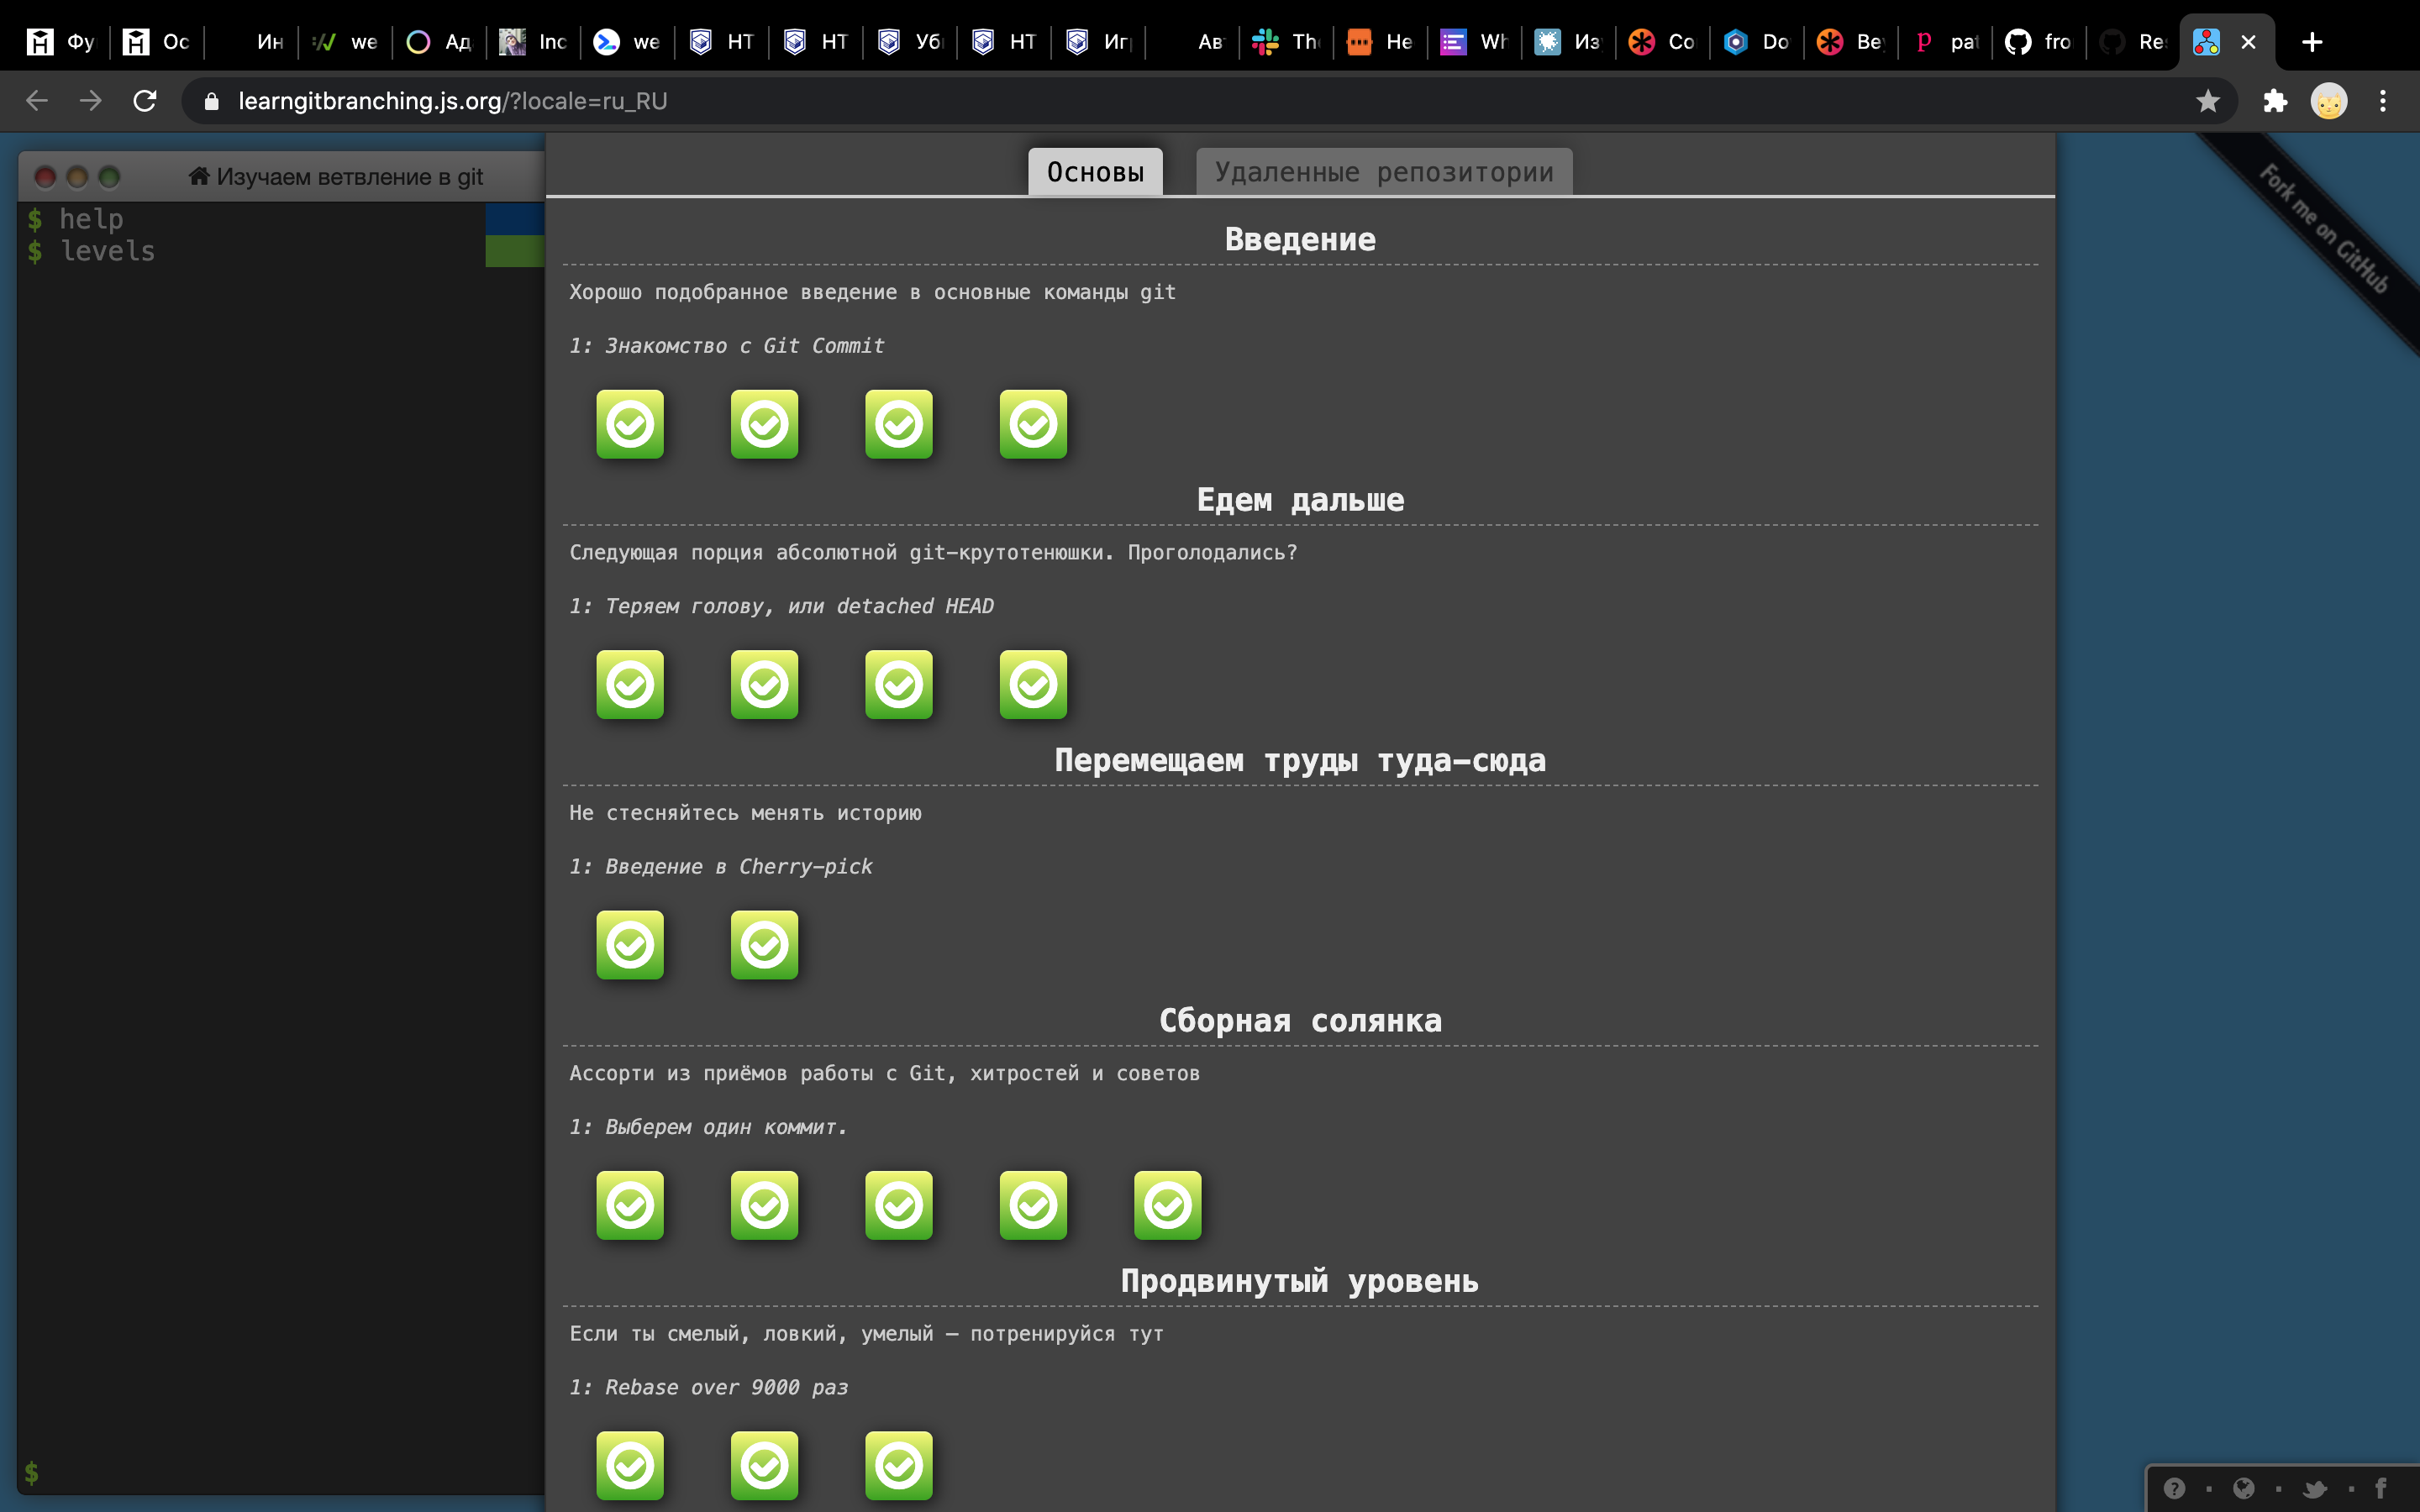 Фу
Ос
Ин
we
Ад
Inc
we
HT
HT
Уб
HT
Иг
Ав
Th
He
Wh
Из
Co
Do
Be
pat
fro
Re
learngitbranching.js.org/?locale=ru_RU
Изучаем ветвление в git
$ help
$ levels
$
Основы
Удаленные репозитории
Fork me on GitHub
Введение
Хорошо подобранное введение в основные команды git
1: Знакомство с Git Commit
Едем дальше
Следующая порция абсолютной git-крутотенюшки. Проголодались?
1: Теряем голову, или detached HEAD
Перемещаем труды туда-сюда
Не стесняйтесь менять историю
1: Введение в Cherry-pick
Сборная солянка
Ассорти из приёмов работы с Git, хитростей и советов
1: Выберем один коммит.
Продвинутый уровень
Если ты смелый, ловкий, умелый — потренируйся тут
1: Rebase over 9000 раз